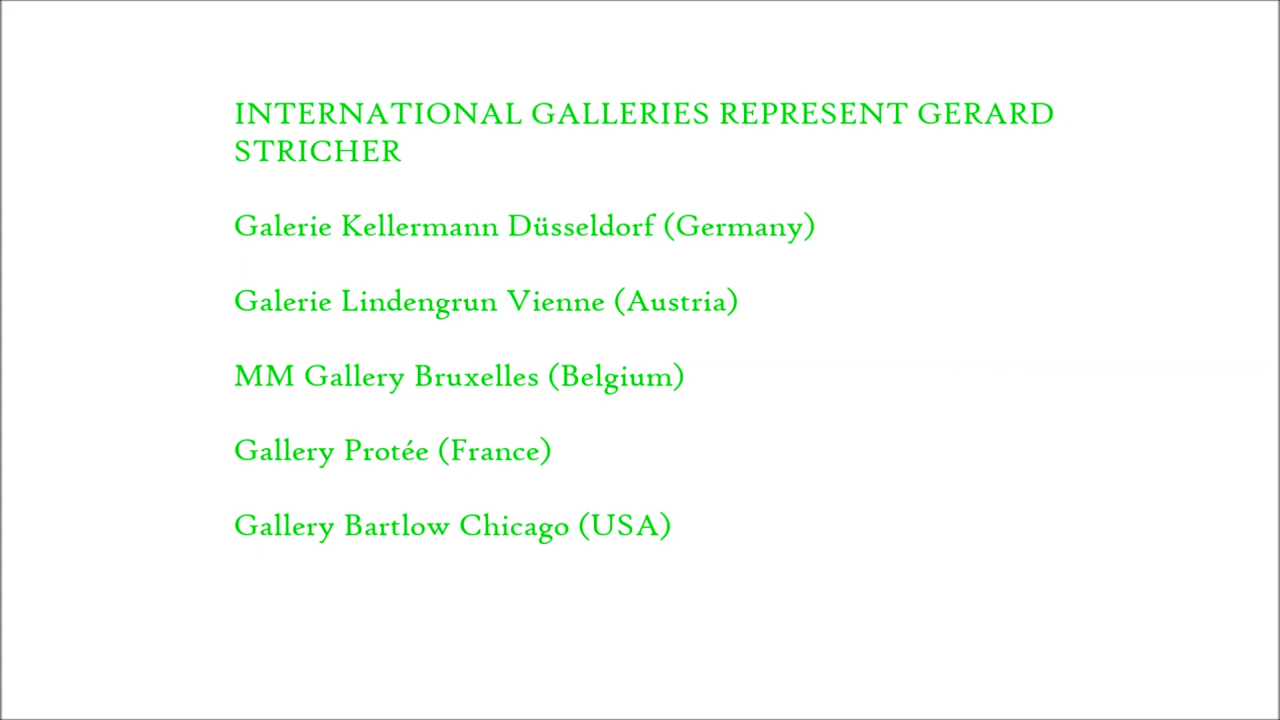 INTERNATIONAL GALLERIES REPRESENT GERARD
STRICHER
Galerie Kellermann Düsseldorf (Germany)
Galerie Lindengrun Vienne (Austria)
MM Gallery Bruxelles (Belgium)
Gallery Protée (France)
Gallery Bartlow Chicago (USA)